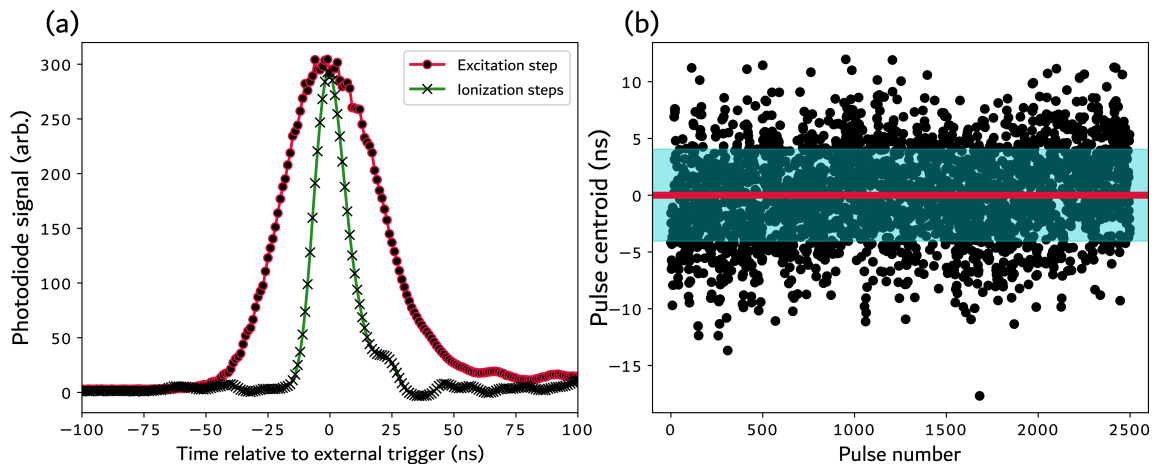 (a)
Photodiode signal (arb.)
300
250
200
150
100
50
0
Excitation step
Ionization steps
−100 −75 −50 −25 0 25 50 75 100
Time relative to external trigger (ns)
(b)
Pulse centroid (ns)
10
5
0
−5
−10
−15
0 500 1000 1500 2000 2500
Pulse number